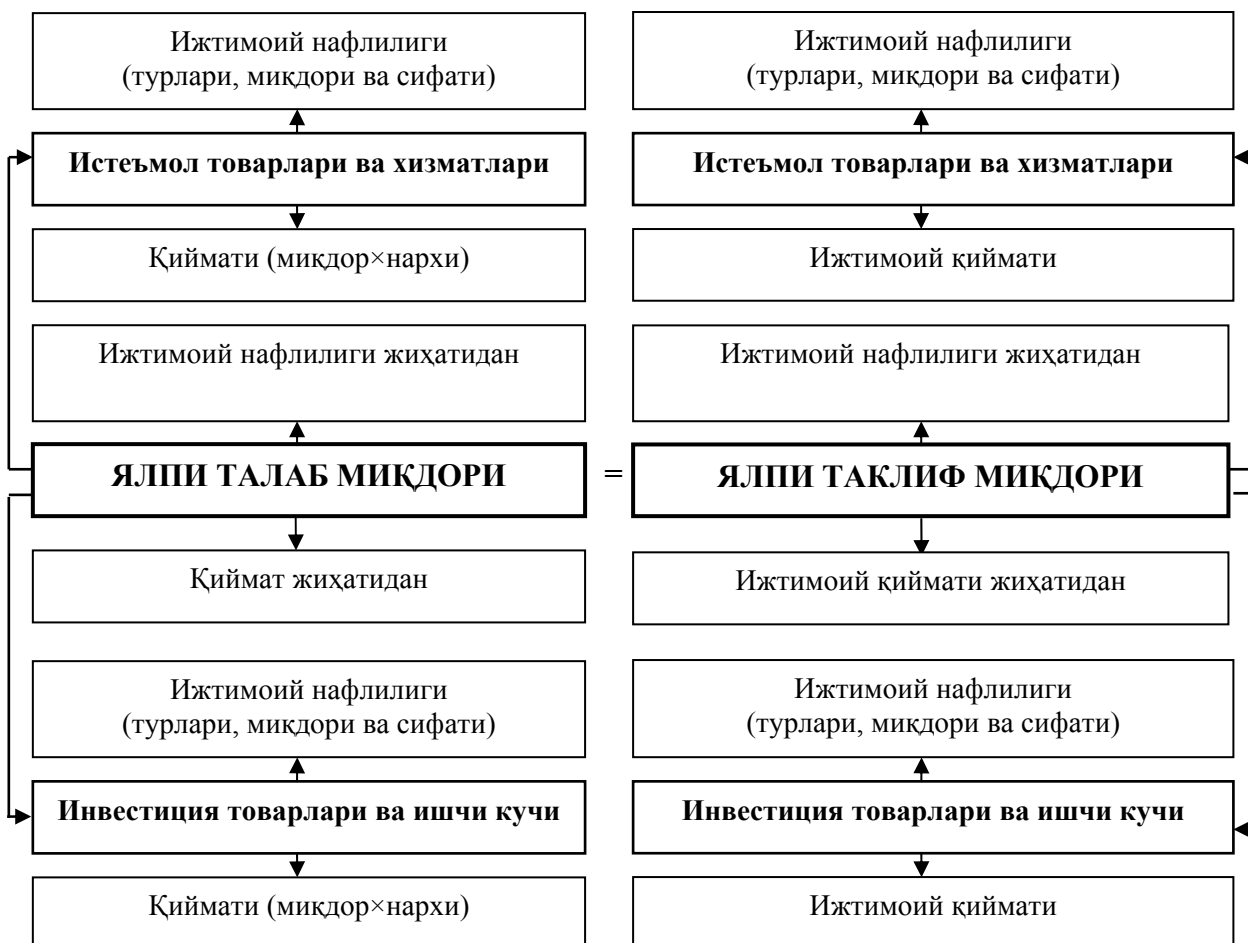 Ижтимоий нафлилиги
(турлари, миқдори ва сифати)
Ижтимоий нафлилиги
(турлари, миқдори ва сифати)
Истеъмол товарлари ва хизматлари
Истеъмол товарлари ва хизматлари
Қиймати (миқдор×нархи)
Ижтимоий қиймати
Ижтимоий нафлилиги жиҳатидан
Ижтимоий нафлилиги жиҳатидан
ЯЛПИ ТАЛАБ МИҚДОРИ
=
ЯЛПИ ТАКЛИФ МИҚДОРИ
Қиймат жиҳатидан
Ижтимоий қиймати жиҳатидан
Ижтимоий нафлилиги
(турлари, миқдори ва сифати)
Ижтимоий нафлилиги
(турлари, миқдори ва сифати)
Инвестиция товарлари ва ишчи кучи
Инвестиция товарлари ва ишчи кучи
Қиймати (миқдор×нархи)
Ижтимоий қиймати